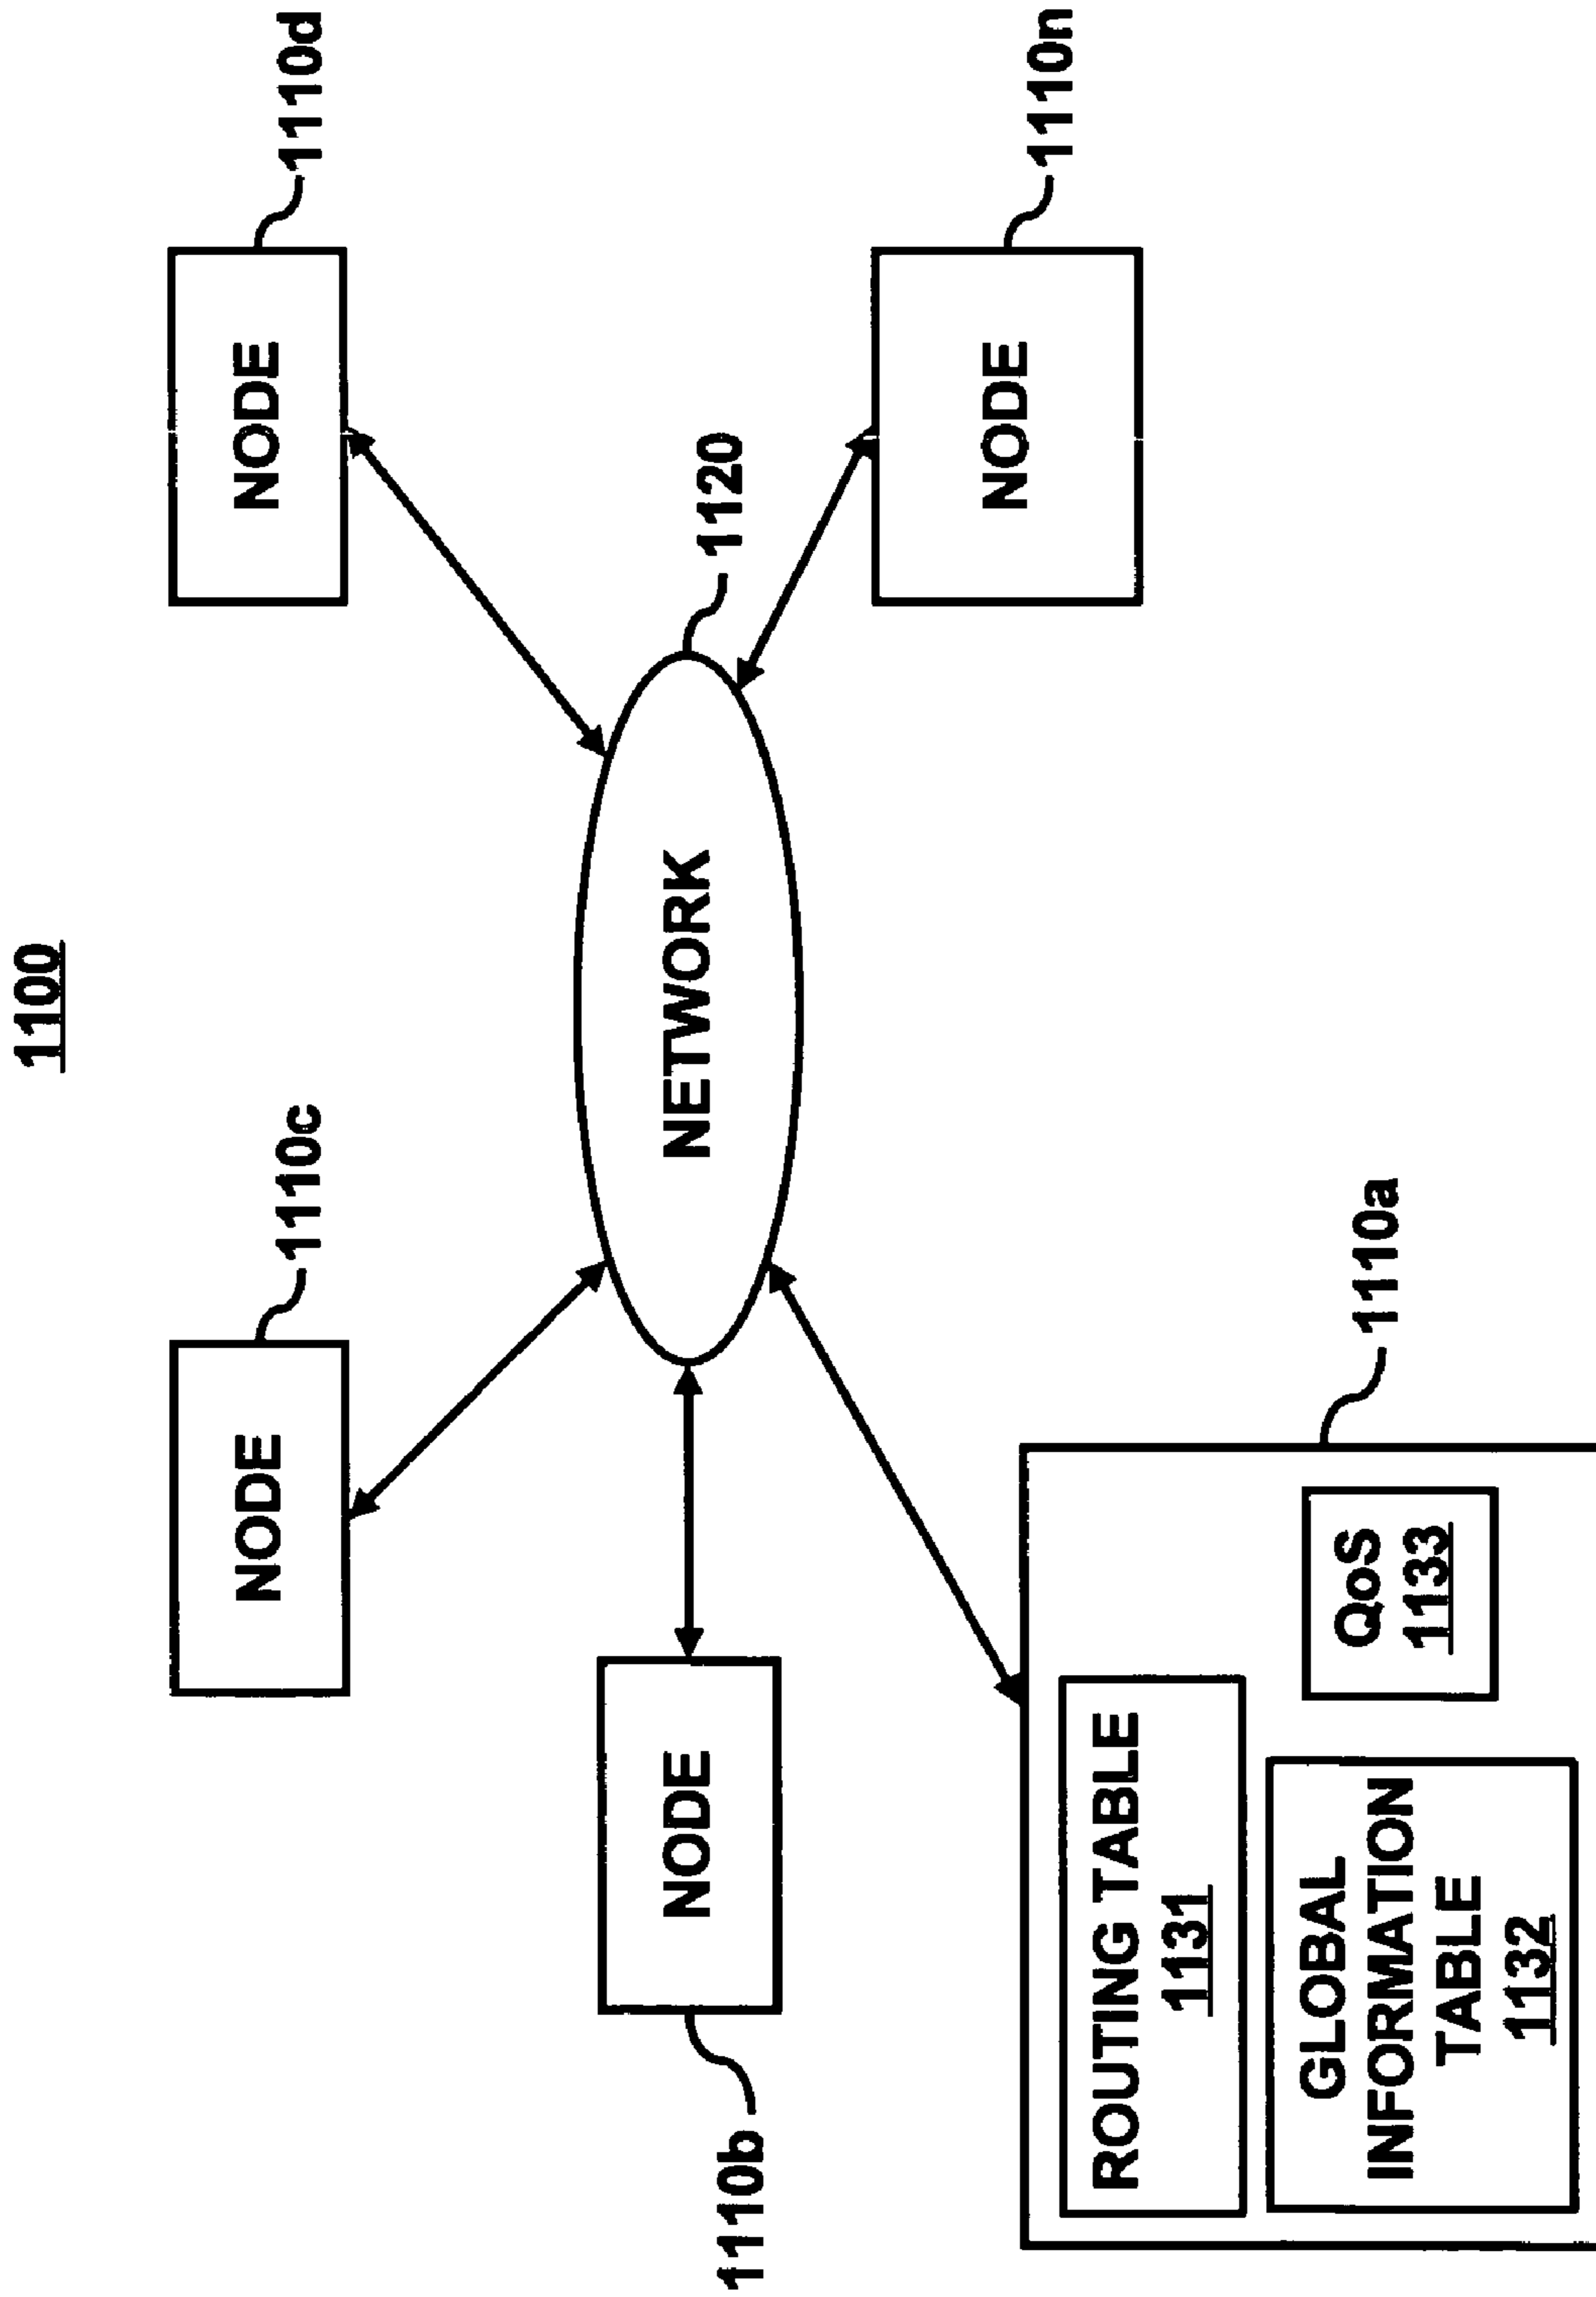 1100
1110c
1110d
NODE
NODE
1110b
NODE
NETWORK
1120
1110a
ROUTING TABLE
1131
GLOBAL
INFORMATION
TABLE
1132
QoS
1133
NODE
1110n